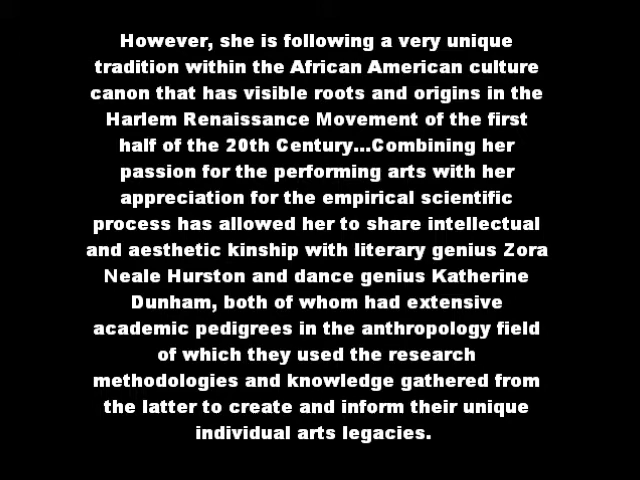 However, she is following a very unique
tradition within the African American culture
canon that has visible roots and origins in the
Harlem Renaissance Movement of the first
half of the 20th Century...Combining her
passion for the performing arts with her
appreciation for the empirical scientific
process has allowed her to share intellectual
and aesthetic kinship with literary genius Zora
Neale Hurston and dance genius Katherine
Dunham, both of whom had extensive
academic pedigrees in the anthropology field
of which they used the research
methodologies and knowledge gathered from
the latter to create and inform their unique
individual arts legacies.